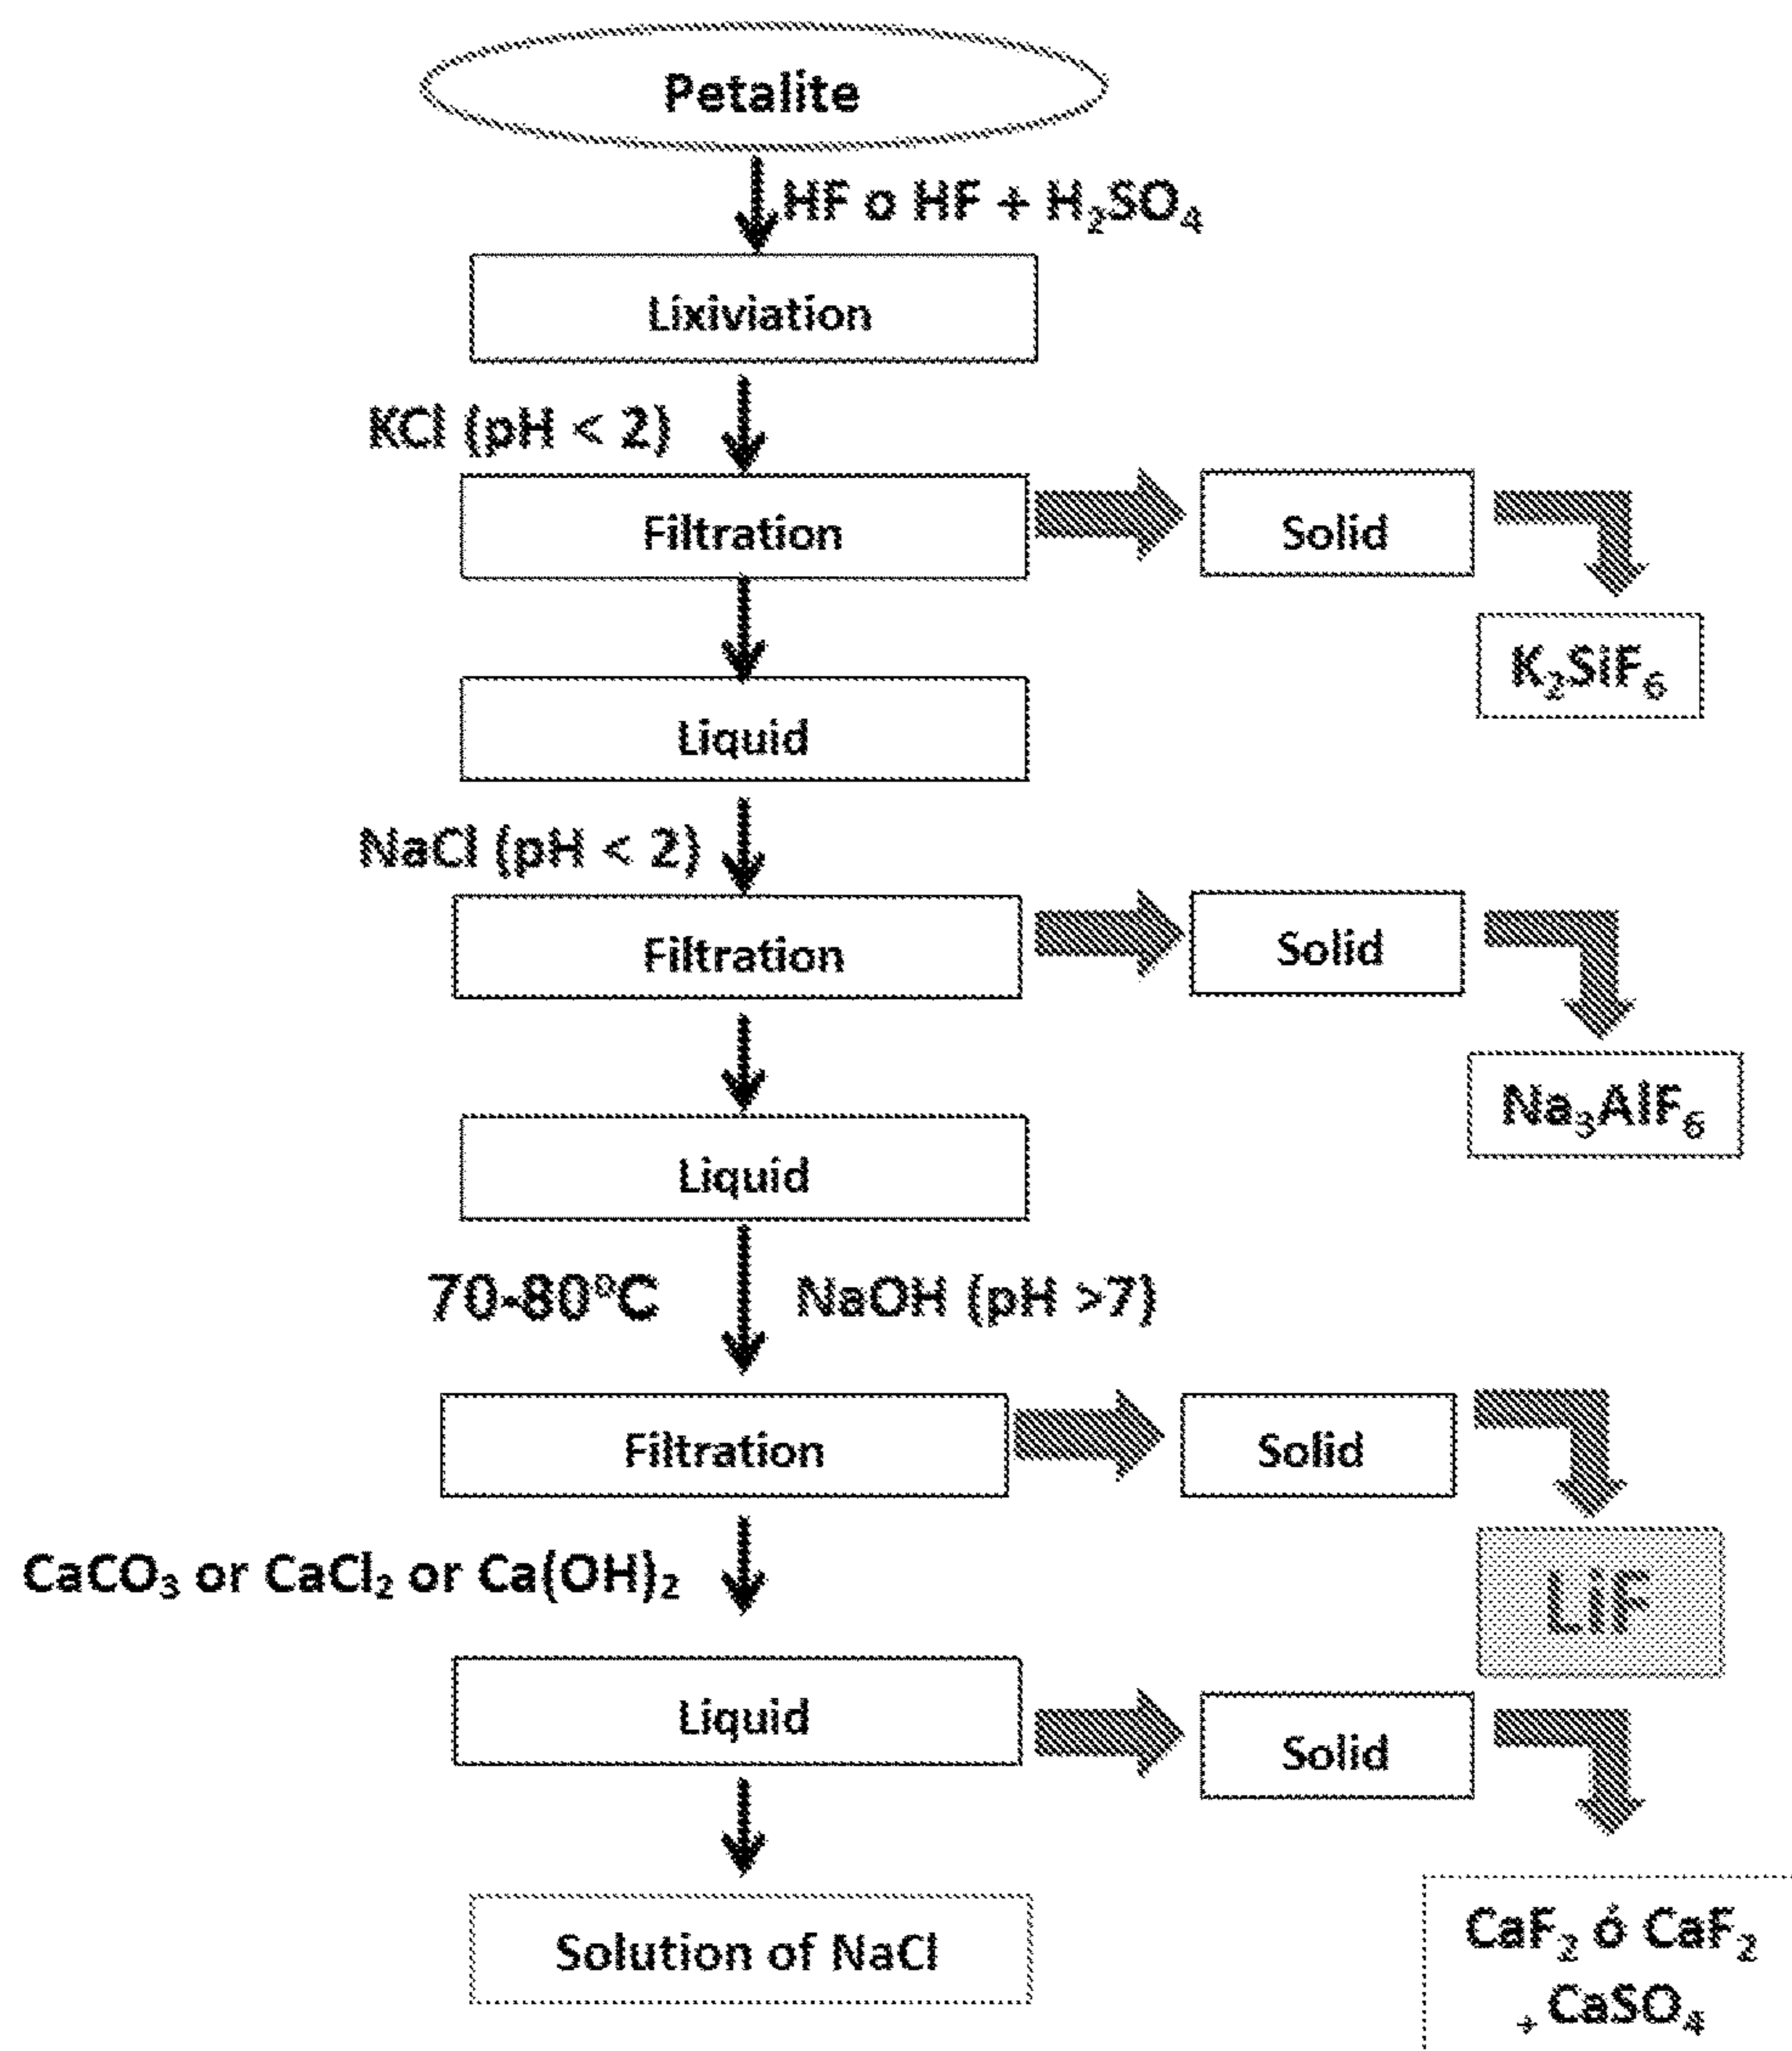 Petalite
HF o HF + H₂SO₄
Lixiviation
KCl (pH < 2)
Filtration
Solid
K₂SiF₆
Liquid
NaCl (pH < 2)
Filtration
Solid
Na₃AlF₆
Liquid
70-80ºC
NaOH (pH >7)
Filtration
Solid
LiF
CaCO₃ or CaCl₂ or Ca(OH)₂
Liquid
Solid
Solution of NaCl
CaF₂ ó CaF₂
+ CaSO₄